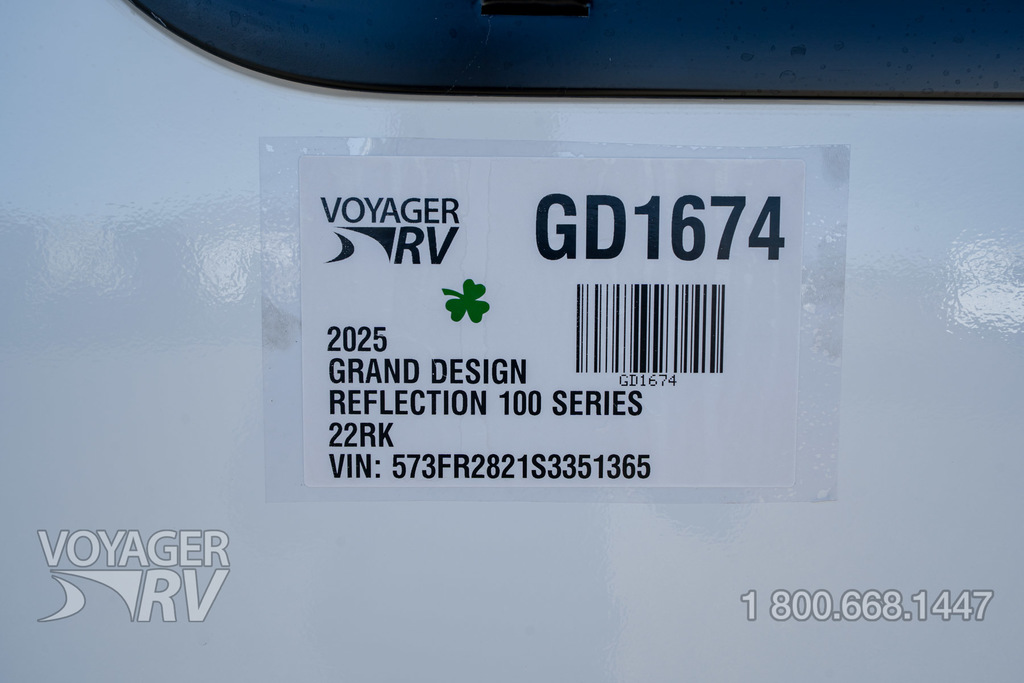 VOYAGER
RV
GD1674
GD1674
2025
GRAND DESIGN
REFLECTION 100 SERIES
22RK
VIN: 573FR2821S3351365
VOYAGER
RV
1 800.668.1447